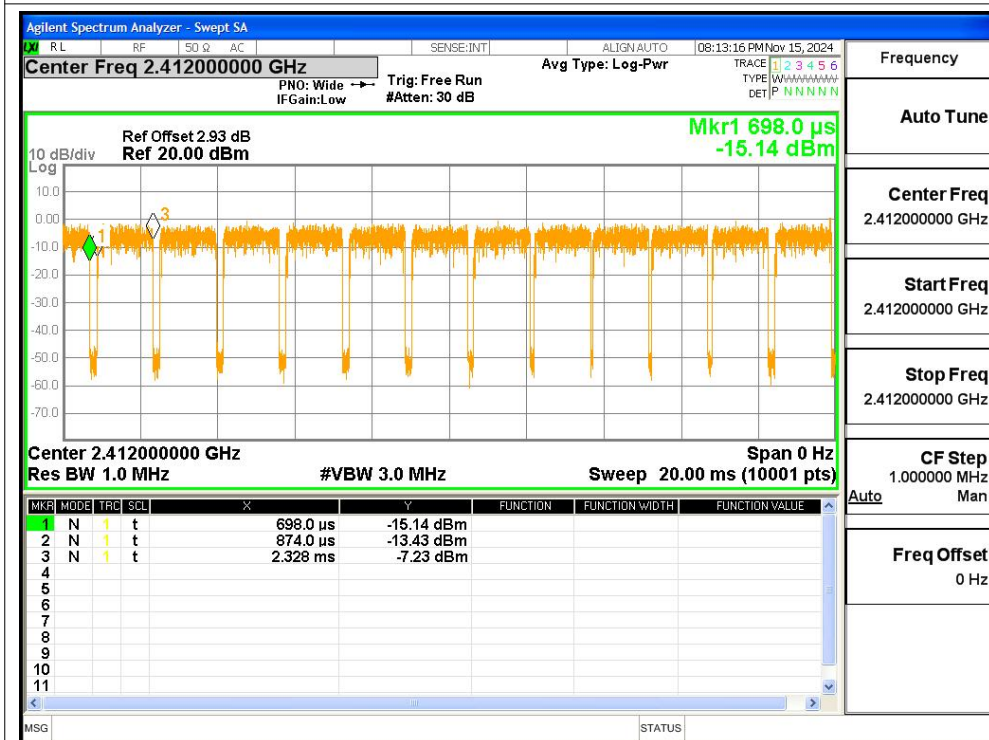 Agilent Spectrum Analyzer - Swept SA
LXI RL RF 50 Ω AC SENSE:INT ALIGN AUTO 08:13:16 PM Nov 15, 2024
Center Freq 2.412000000 GHz
PNO: Wide
IFGain:Low
Trig: Free Run
#Atten: 30 dB
Avg Type: Log-Pwr
TRACE 1 2 3 4 5 6
TYPE WWWWWW
DET P N N N N N
Mkr1 698.0 µs
-15.14 dBm
Ref Offset 2.93 dB
10 dB/div Ref 20.00 dBm
Log
10.0
0.00
-10.0
-20.0
-30.0
-40.0
-50.0
-60.0
-70.0
1
3
Center 2.412000000 GHz Span 0 Hz
Res BW 1.0 MHz #VBW 3.0 MHz Sweep 20.00 ms (10001 pts)
MKR MODE TRC SCL X Y FUNCTION FUNCTION WIDTH FUNCTION VALUE
1 N 1 t 698.0 µs -15.14 dBm
2 N 1 t 874.0 µs -13.43 dBm
3 N 1 t 2.328 ms -7.23 dBm
4
5
6
7
8
9
10
11
MSG STATUS
Frequency
Auto Tune
Center Freq
2.412000000 GHz
Start Freq
2.412000000 GHz
Stop Freq
2.412000000 GHz
CF Step
1.000000 MHz
Auto Man
Freq Offset
0 Hz